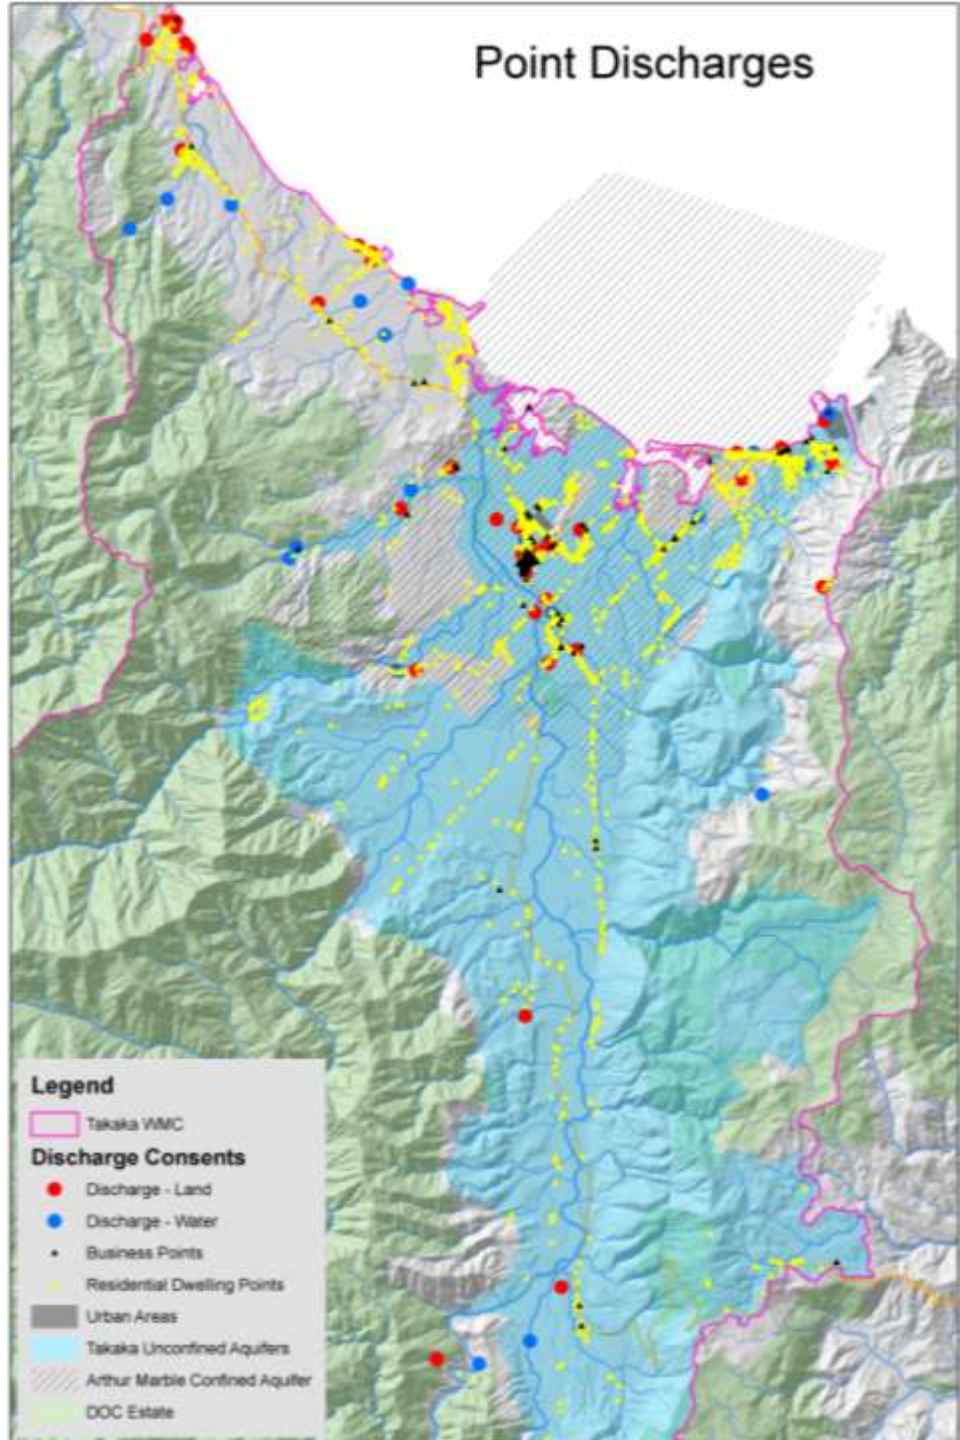 Point Discharges
Legend
Takaka WMC
Discharge Consents
Discharge - Land
Discharge - Water
Business Points
Residential Dwelling Points
Urban Areas
Takaka Unconfined Aquifers
Arthur Marble Confined Aquifer
DOC Estate